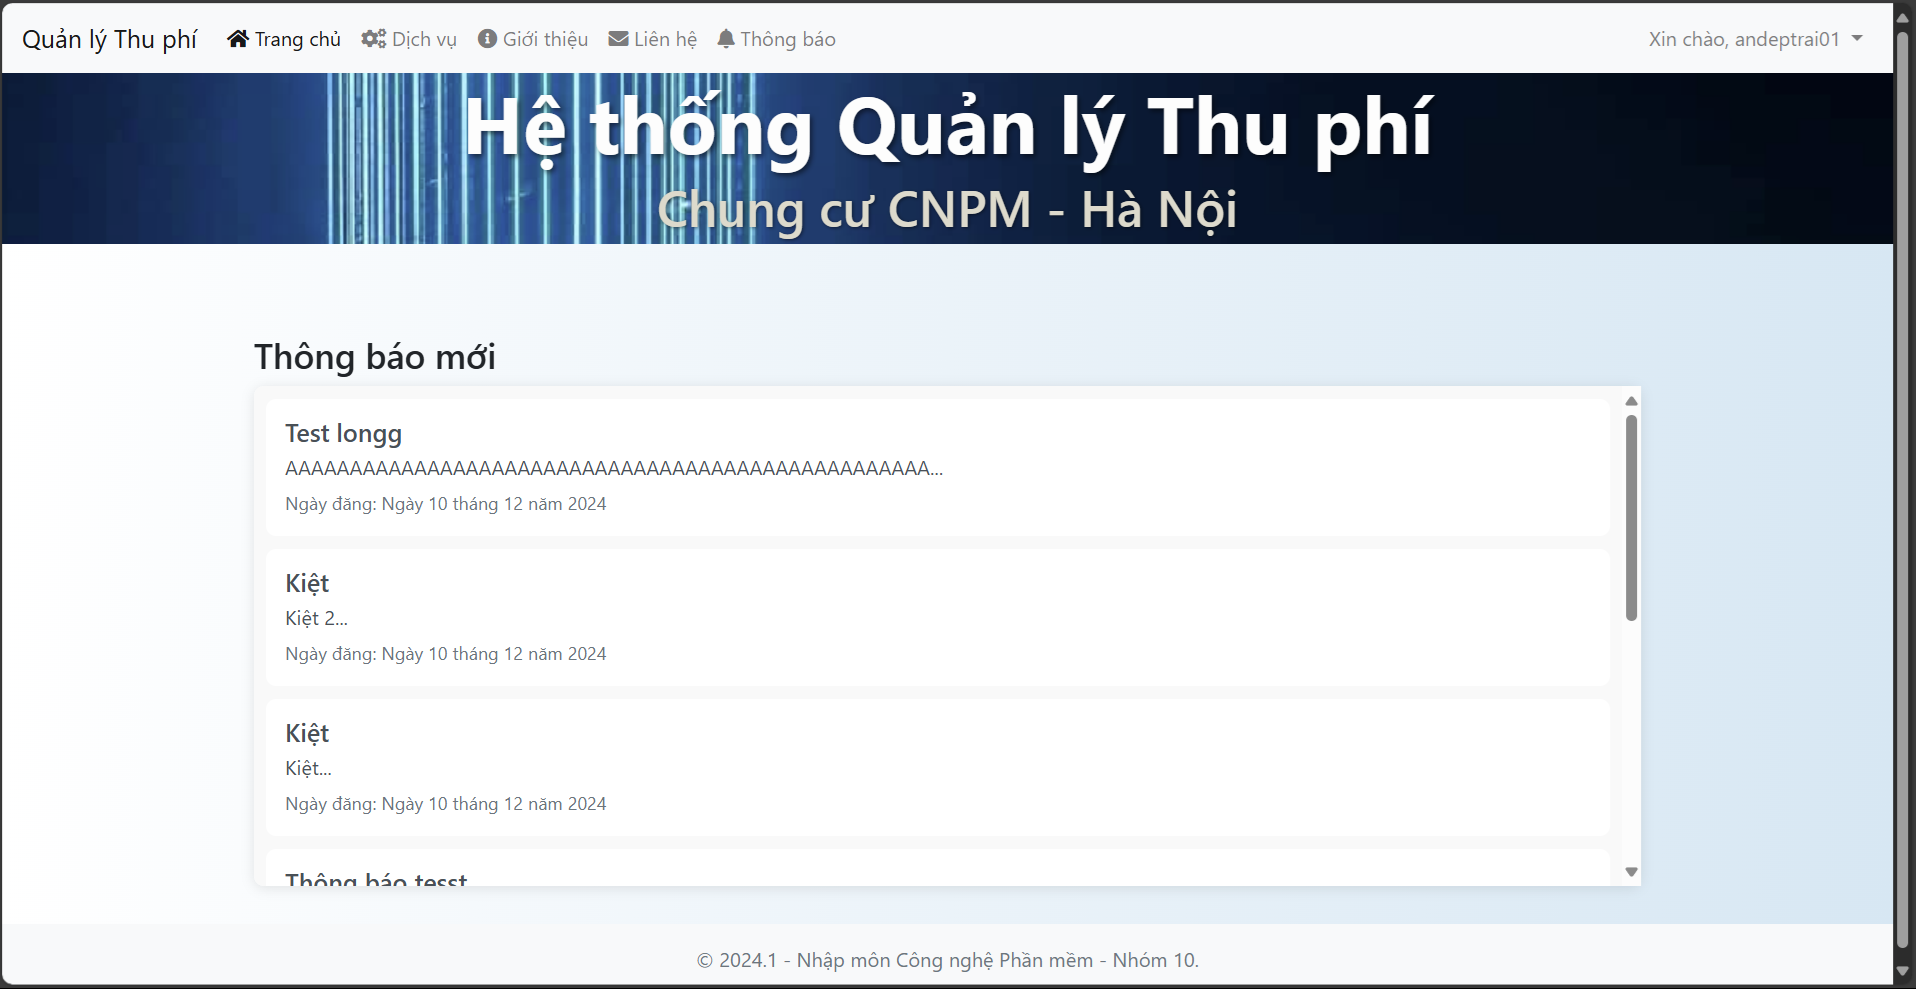 Quản lý Thu phí Trang chủ Dịch vụ Giới thiệu Liên hệ Thông báo Xin chào, andeptrai01
Hệ thống Quản lý Thu phí
Chung cư CNPM - Hà Nội
Thông báo mới
Test longg
AAAAAAAAAAAAAAAAAAAAAAAAAAAAAAAAAAAAAAAAAAAAAAAAAA...
Ngày đăng: Ngày 10 tháng 12 năm 2024
Kiệt
Kiệt 2...
Ngày đăng: Ngày 10 tháng 12 năm 2024
Kiệt
Kiệt...
Ngày đăng: Ngày 10 tháng 12 năm 2024
Thông báo tesst
© 2024.1 - Nhập môn Công nghệ Phần mềm - Nhóm 10.